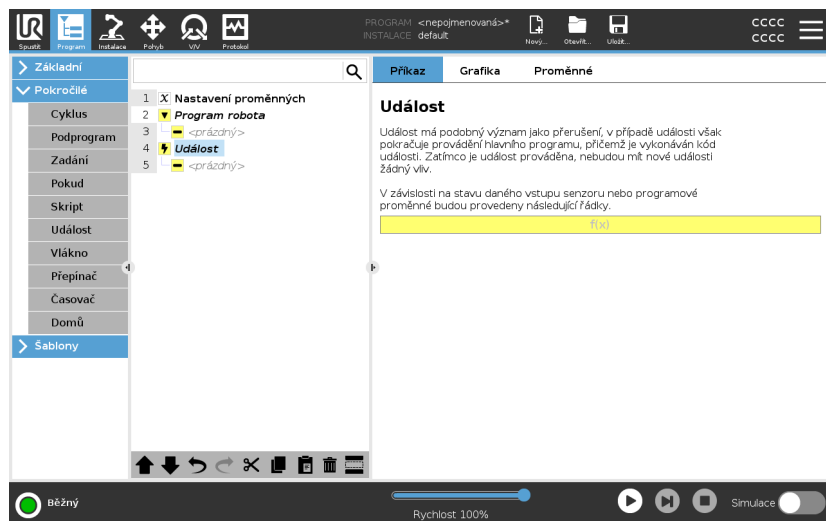 UR
Spustit
Program
Instalace
Pohyb
V/V
Protokol
PROGRAM <nepojmenovaná>*
INSTALACE default
Nový...
Otevřít...
Uložit...
cccc
cccc
Základní
Pokročilé
Cyklus
Podprogram
Zadání
Pokud
Skript
Událost
Vlákno
Přepínač
Časovač
Domů
Šablony
1 X Nastavení proměnných
2 Program robota
3 <prázdný>
4 Událost
5 <prázdný>
Příkaz
Grafika
Proměnné
Událost
Událost má podobný význam jako přerušení, v případě události však
pokračuje provádění hlavního programu, přičemž je vykonáván kód
události. Zatímco je událost prováděna, nebudou mít nové události
žádný vliv.
V závislosti na stavu daného vstupu senzoru nebo programové
proměnné budou provedeny následující řádky.
f(x)
Běžný
Rychlost 100%
Simulace